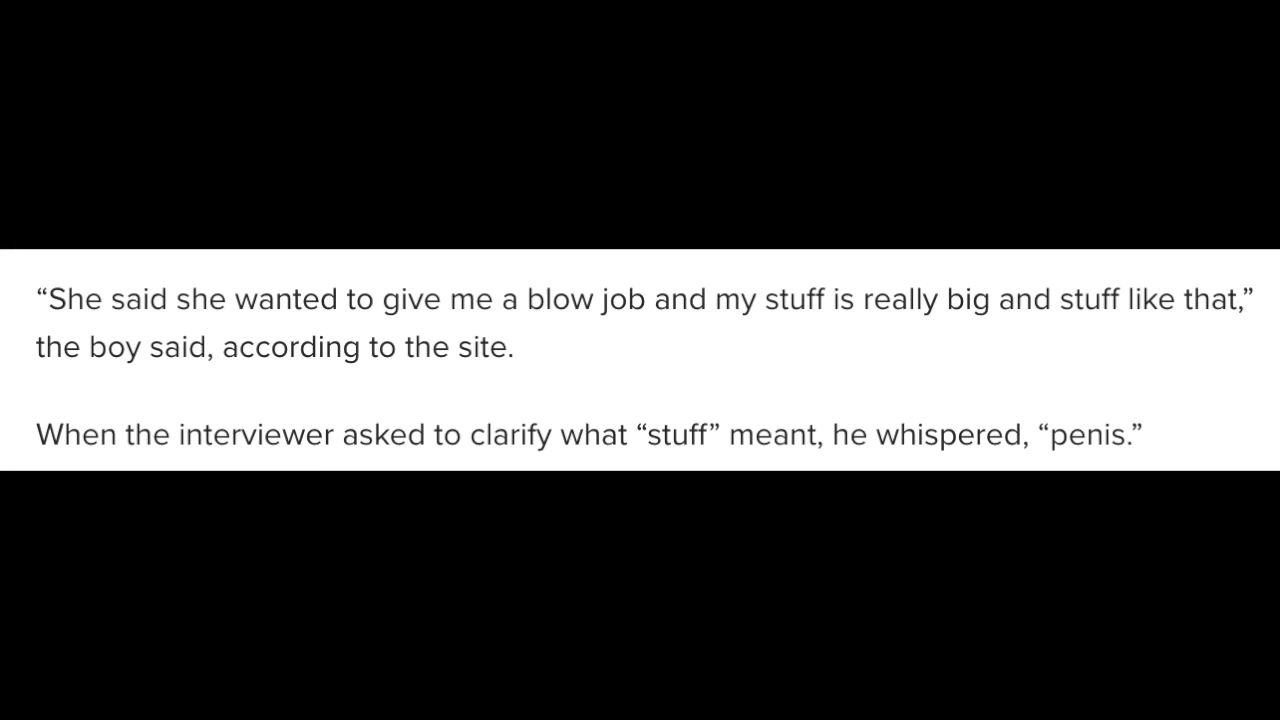 “She said she wanted to give me a blow job and my stuff is really big and stuff like that,”
the boy said, according to the site.
When the interviewer asked to clarify what “stuff” meant, he whispered, “penis.”